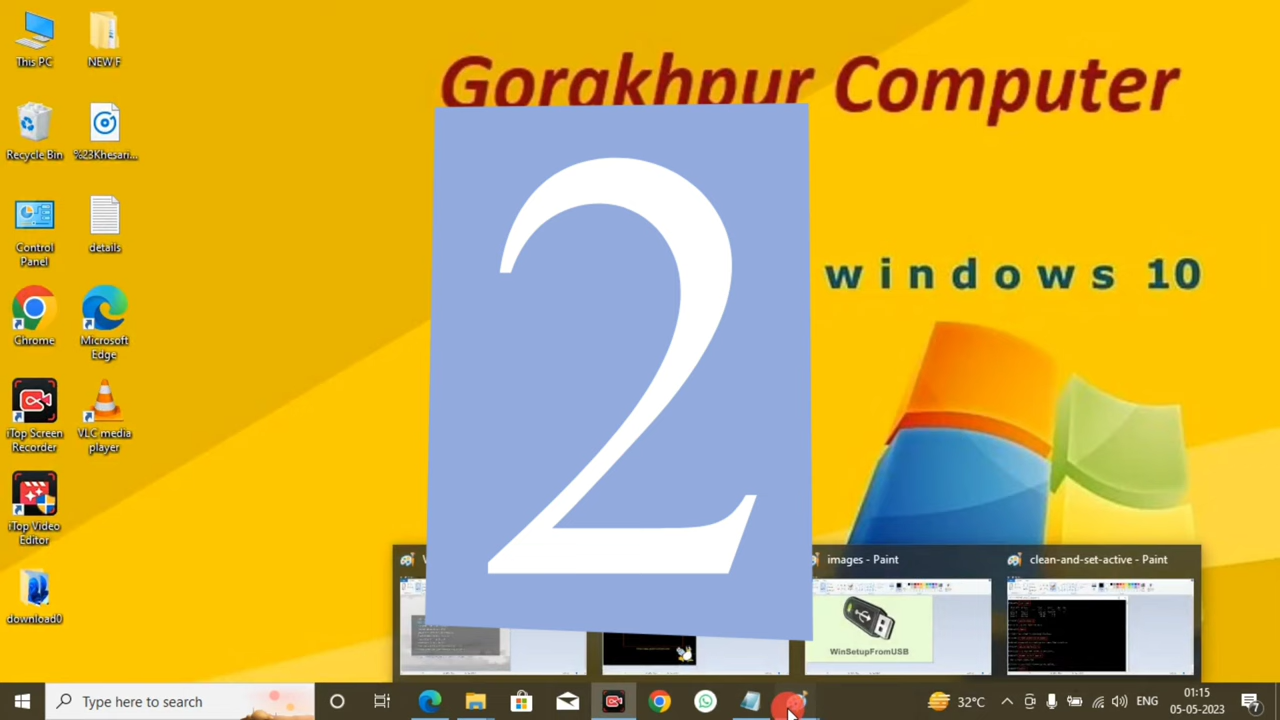 Gorakhpur Computer
windows 10
2
This PC
NEW F
Recycle Bin
%23Khesari...
Control Panel
details
Chrome
Microsoft Edge
iTop Screen Recorder
VLC media player
iTop Video Editor
download0
images - Paint
clean-and-set-active - Paint
WinSetupFromUSB
Type here to search
32°C
ENG
01:15
05-05-2023
7